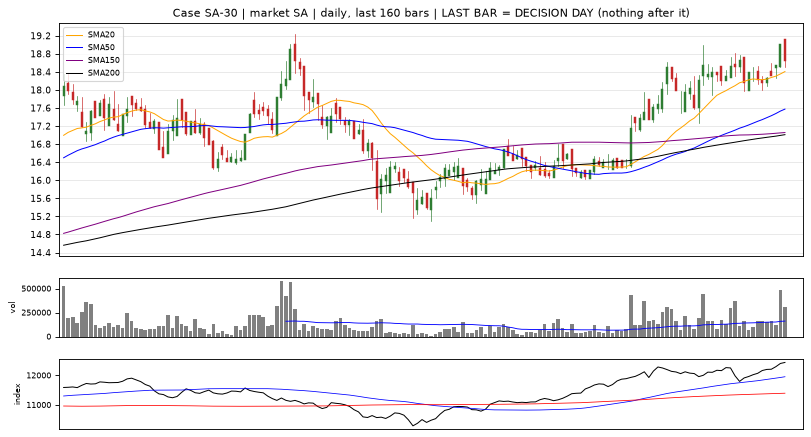 Case SA-30 | market SA | daily, last 160 bars | LAST BAR = DECISION DAY (nothing after it)
SMA20
SMA50
SMA150
SMA200
19.2
18.8
18.4
18.0
17.6
17.2
16.8
16.4
16.0
15.6
15.2
14.8
14.4
vol
500000
250000
0
index
12000
11000